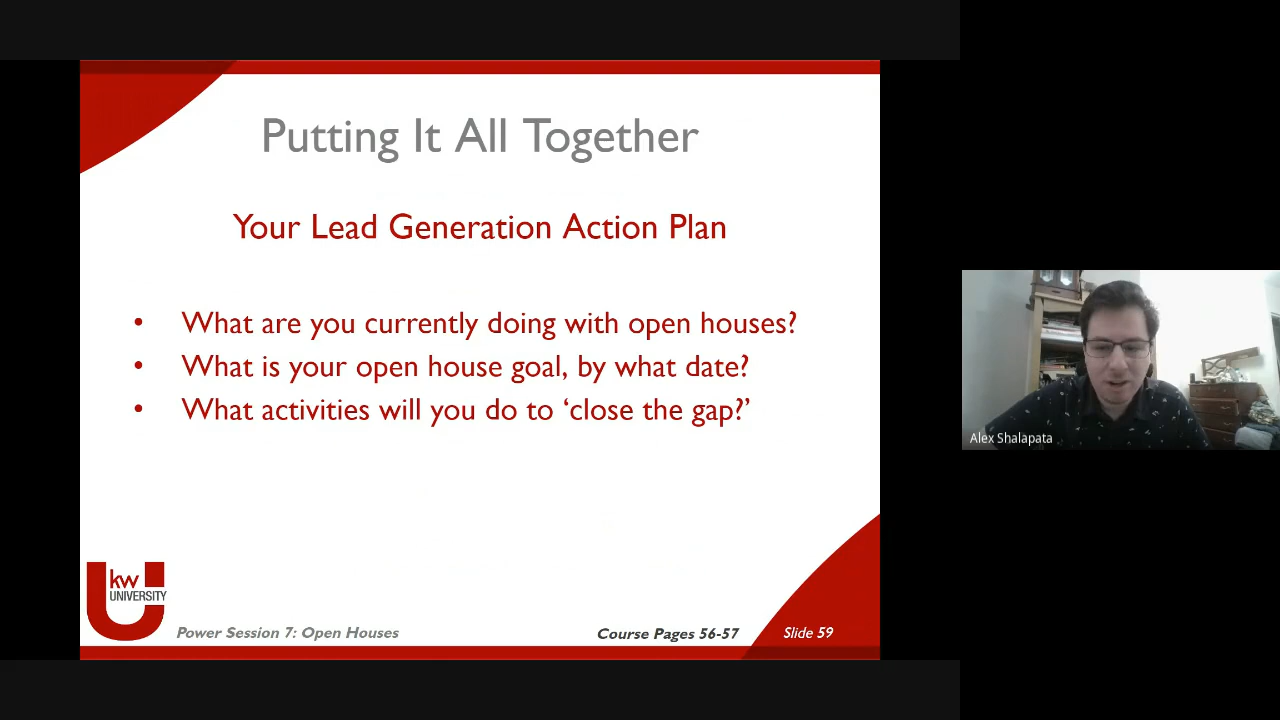 Putting It All Together
Your Lead Generation Action Plan
• What are you currently doing with open houses?
• What is your open house goal, by what date?
• What activities will you do to ‘close the gap?’
kw
UNIVERSITY
Power Session 7: Open Houses
Course Pages 56-57
Slide 59
Alex Shalapata